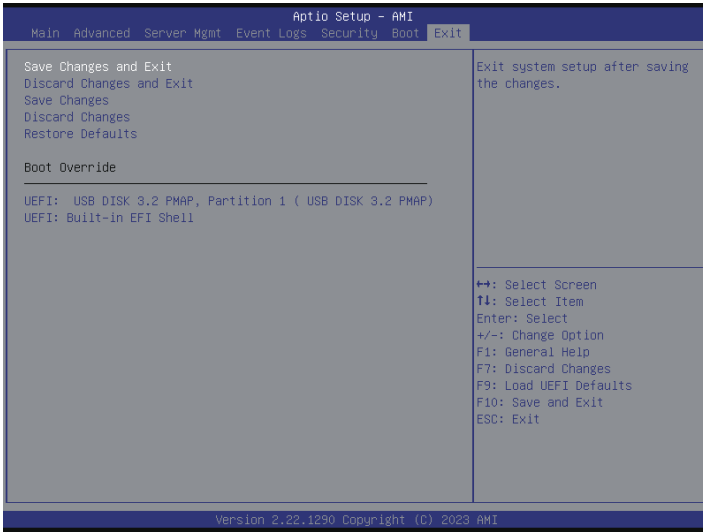 Aptio Setup - AMI
Main Advanced Server Mgmt Event Logs Security Boot Exit
Save Changes and Exit
Discard Changes and Exit
Save Changes
Discard Changes
Restore Defaults
Boot Override
UEFI: USB DISK 3.2 PMAP, Partition 1 ( USB DISK 3.2 PMAP)
UEFI: Built-in EFI Shell
Exit system setup after saving
the changes.
↔: Select Screen
↑↓: Select Item
Enter: Select
+/-: Change Option
F1: General Help
F7: Discard Changes
F9: Load UEFI Defaults
F10: Save and Exit
ESC: Exit
Version 2.22.1290 Copyright (C) 2023 AMI